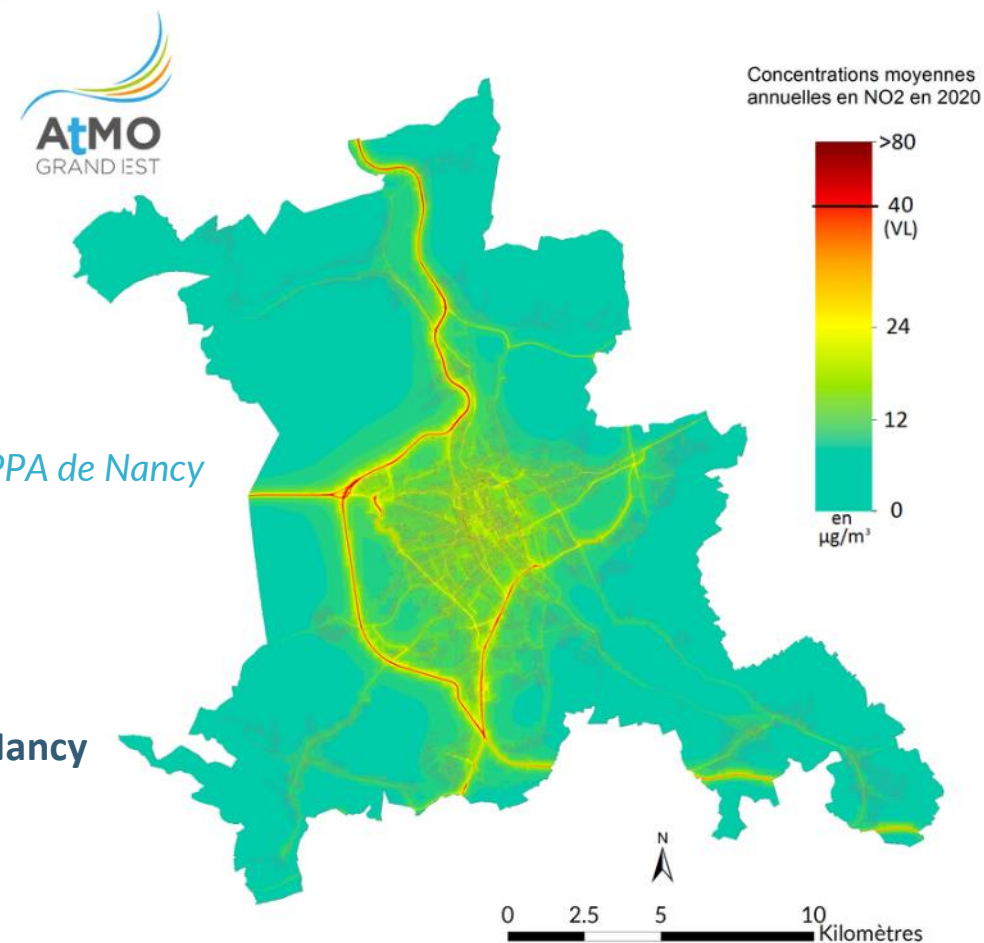 AtMO
GRAND EST
Concentrations moyennes
annuelles en NO2 en 2020
>80
40
(VL)
24
12
0
en
µg/m³
PPA de Nancy
Nancy
N
0 2.5 5 10
Kilomètres